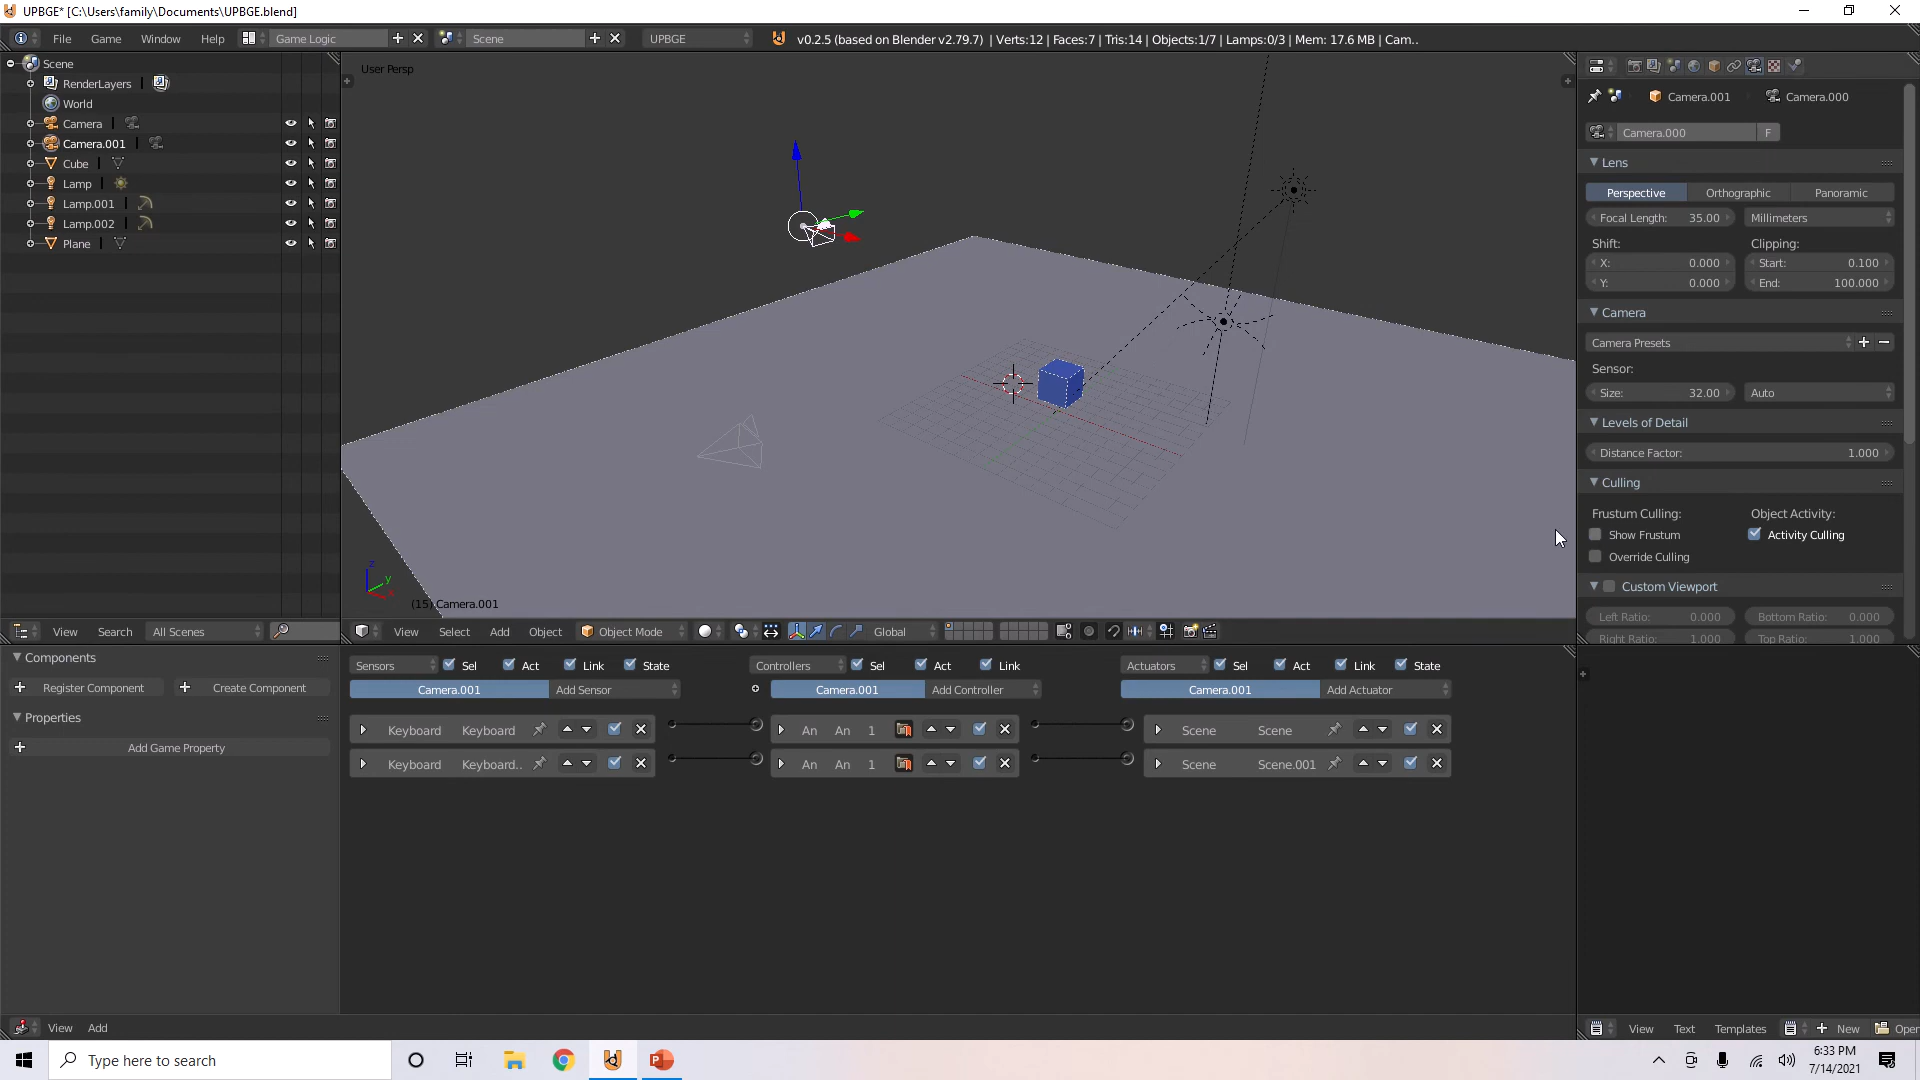 UPBGE* [C:\Users\family\Documents\UPBGE.blend]
File Game Window Help Game Logic Scene UPBGE v0.2.5 (based on Blender v2.79.7) | Verts:12 | Faces:7 | Tris:14 | Objects:1/7 | Lamps:0/3 | Mem: 17.6 MB | Cam..
Scene
RenderLayers
World
Camera
Camera.001
Cube
Lamp
Lamp.001
Lamp.002
Plane
View Search All Scenes
User Persp
z
y
x
(15) Camera.001
View Select Add Object Object Mode Global
Camera.001 Camera.000
Camera.000 F
Lens
Perspective Orthographic Panoramic
Focal Length: 35.00 Millimeters
Shift: Clipping:
X: 0.000 Start: 0.100
Y: 0.000 End: 100.000
Camera
Camera Presets
Sensor:
Size: 32.00 Auto
Levels of Detail
Distance Factor: 1.000
Culling
Frustum Culling: Object Activity:
Show Frustum Activity Culling
Override Culling
Custom Viewport
Left Ratio: 0.000 Bottom Ratio: 0.000
Right Ratio: 1.000 Top Ratio: 1.000
Components
Register Component Create Component
Properties
Add Game Property
View Add
Sensors Sel Act Link State Controllers Sel Act Link Actuators Sel Act Link State
Camera.001 Add Sensor Camera.001 Add Controller Camera.001 Add Actuator
Keyboard Keyboard An An 1 Scene Scene
Keyboard Keyboard.. An An 1 Scene Scene.001
View Text Templates New Open
Type here to search
6:33 PM
7/14/2021